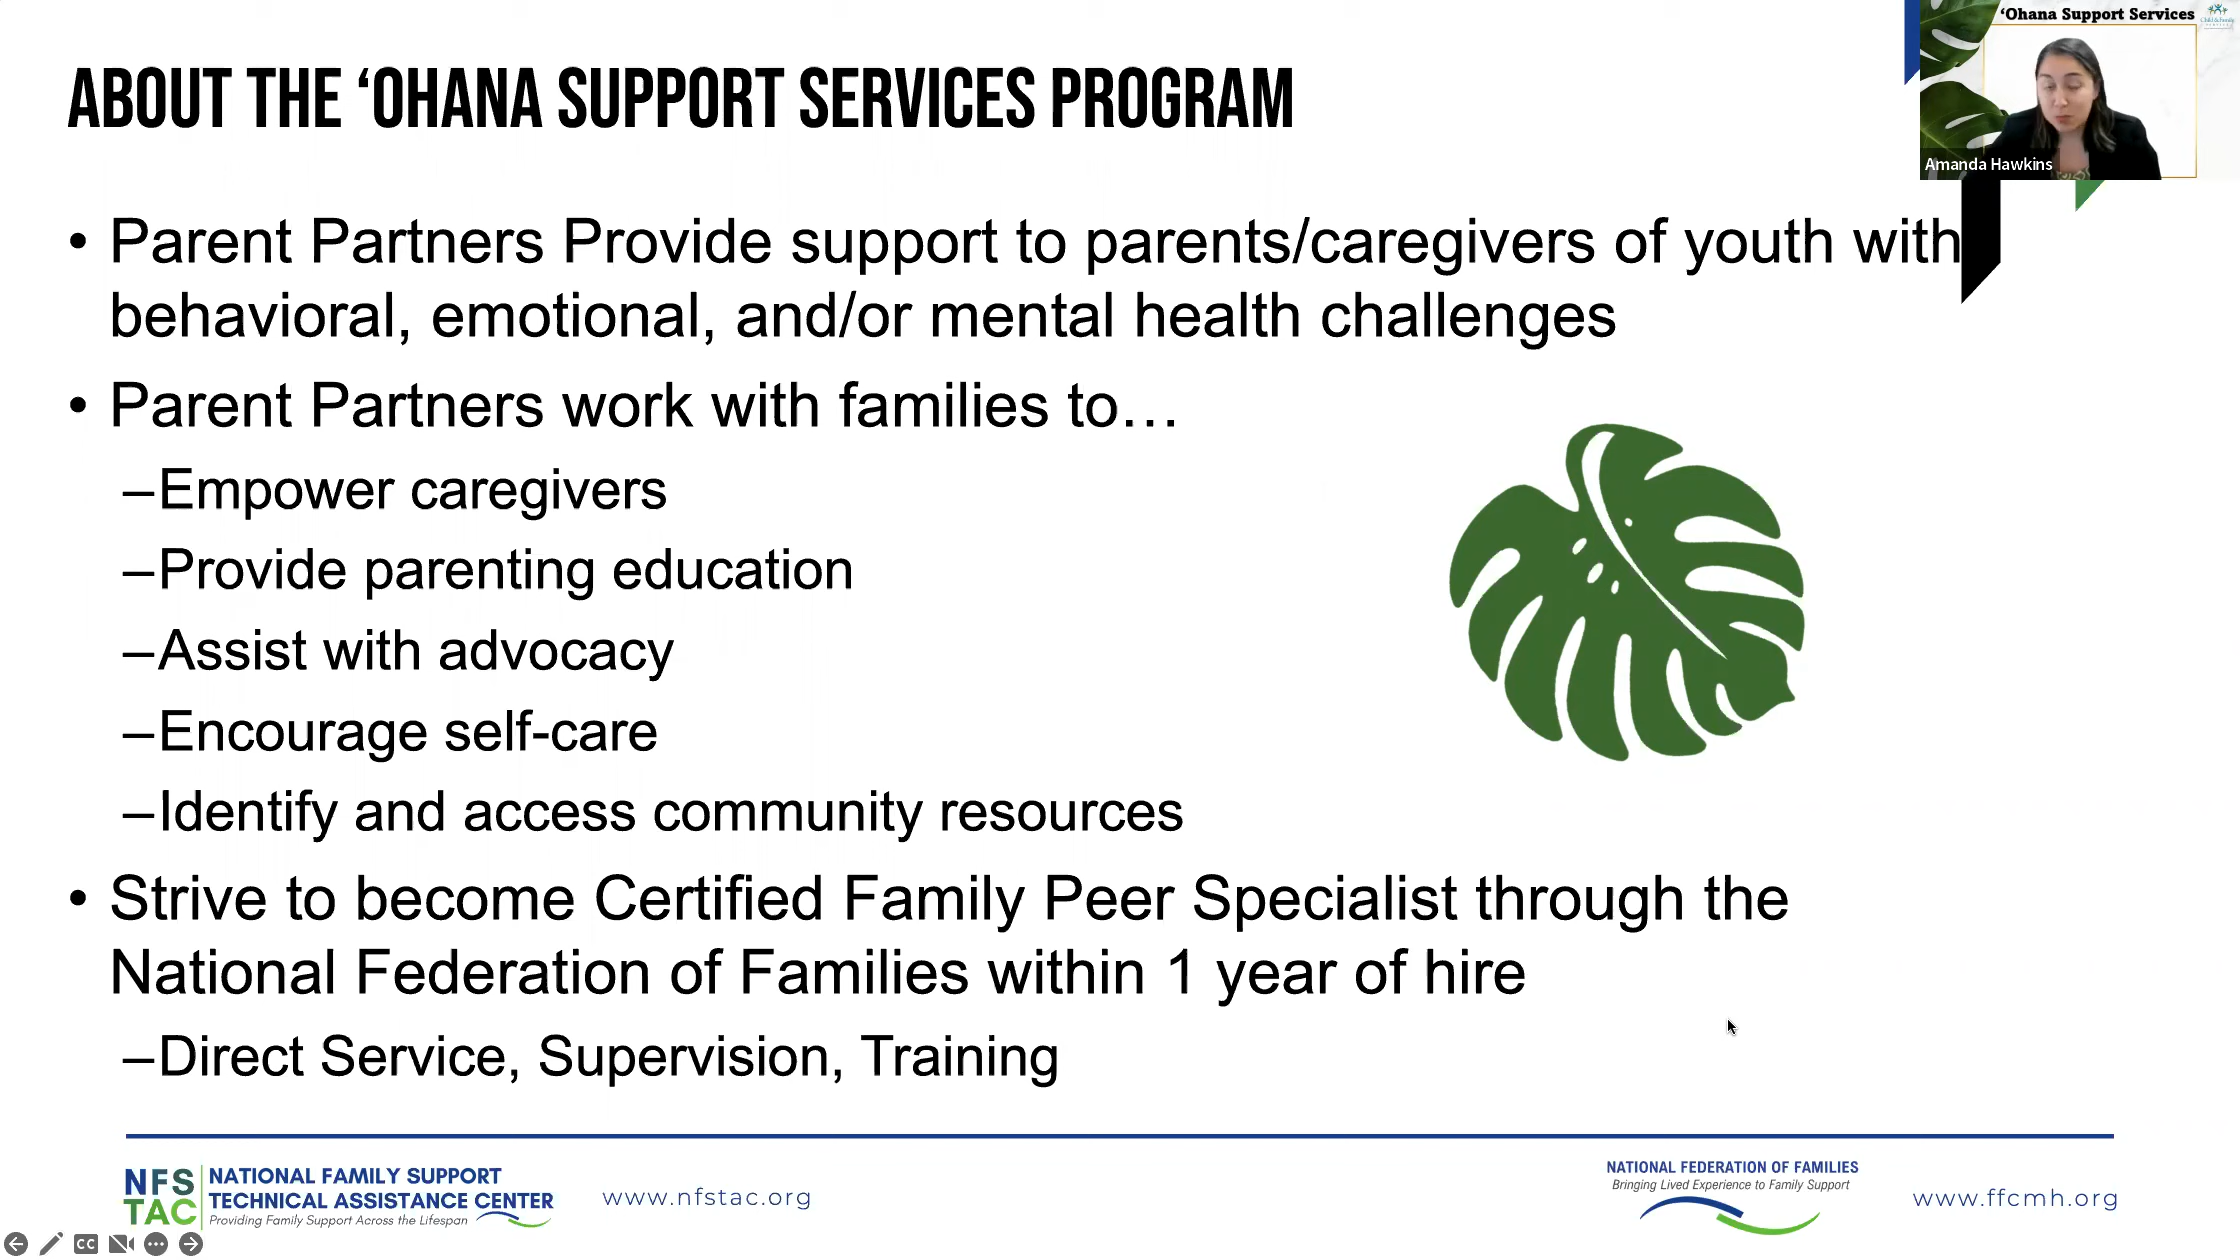 ‘Ohana Support Services
Amanda Hawkins
ABOUT THE ‘OHANA SUPPORT SERVICES PROGRAM
• Parent Partners Provide support to parents/caregivers of youth with
behavioral, emotional, and/or mental health challenges
• Parent Partners work with families to…
–Empower caregivers
–Provide parenting education
–Assist with advocacy
–Encourage self-care
–Identify and access community resources
• Strive to become Certified Family Peer Specialist through the
National Federation of Families within 1 year of hire
–Direct Service, Supervision, Training
NFS
TAC
NATIONAL FAMILY SUPPORT
TECHNICAL ASSISTANCE CENTER
Providing Family Support Across the Lifespan
www.nfstac.org
NATIONAL FEDERATION OF FAMILIES
Bringing Lived Experience to Family Support
www.ffcmh.org
CC